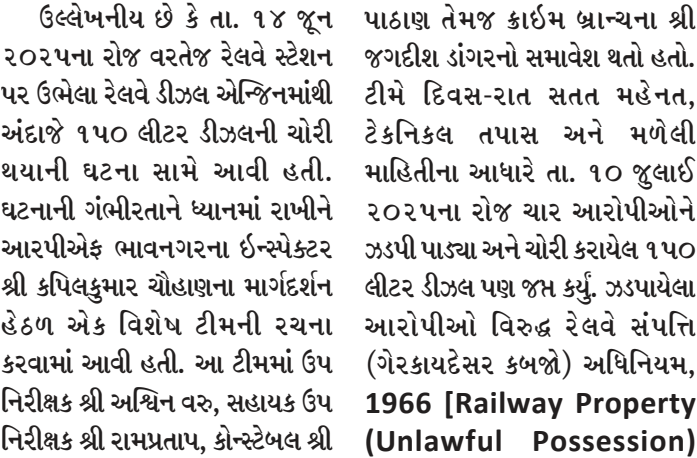 ઉલ્લેખનીય છે કે તા. ૧૪ જૂન
૨૦૨૫ના રોજ વરતેજ રેલવે સ્ટેશન
પર ઉભેલા રેલવે ડીઝલ એન્જિનમાંથી
અંદાજે ૧૫૦ લીટર ડીઝલની ચોરી
થયાની ઘટના સામે આવી હતી.
ઘટનાની ગંભીરતાને ધ્યાનમાં રાખીને
આરપીએફ ભાવનગરના ઇન્સ્પેક્ટર
શ્રી કપિલકુમાર ચૌહાણના માર્ગદર્શન
હેઠળ એક વિશેષ ટીમની રચના
કરવામાં આવી હતી. આ ટીમમાં ઉપ
નિરીક્ષક શ્રી અશ્વિન વરુ, સહાયક ઉપ
નિરીક્ષક શ્રી રામપ્રતાપ, કોન્સ્ટેબલ શ્રી
પાઠાણ તેમજ ક્રાઇમ બ્રાન્ચના શ્રી
જગદીશ ડાંગરનો સમાવેશ થતો હતો.
ટીમે દિવસ-રાત સતત મહેનત,
ટેકનિકલ તપાસ અને મળેલી
માહિતીના આધારે તા. ૧૦ જુલાઈ
૨૦૨૫ના રોજ ચાર આરોપીઓને
ઝડપી પાડ્યા અને ચોરી કરાયેલ ૧૫૦
લીટર ડીઝલ પણ જપ્ત કર્યું. ઝડપાયેલા
આરોપીઓ વિરુદ્ધ રેલવે સંપત્તિ
(ગેરકાયદેસર કબજો) અધિનિયમ,
1966 [Railway Property
(Unlawful Possession)